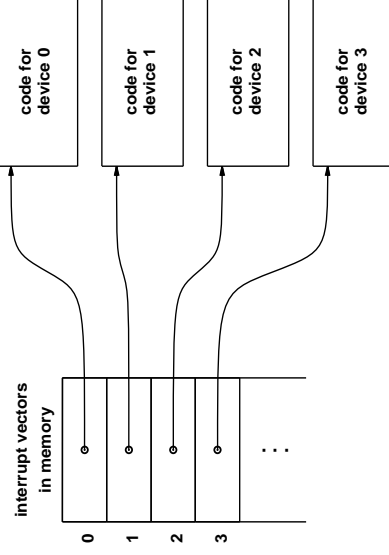 interrupt vectors
in memory
0
1
2
3
. . .
code for
device 0
code for
device 1
code for
device 2
code for
device 3